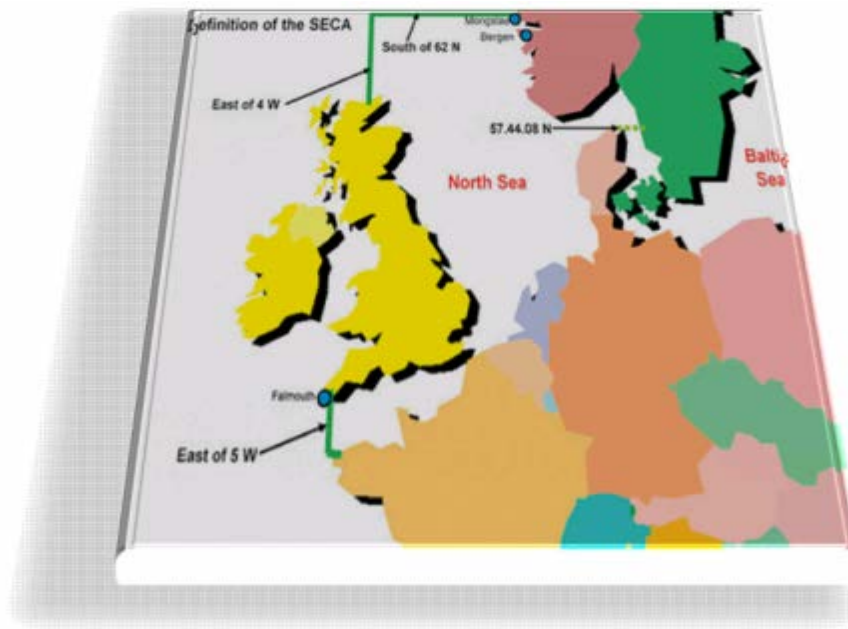 Definition of the SECA
Mongstad
Bergen
South of 62 N
East of 4 W
57.44.08 N
North Sea
Baltic
Sea
Falmouth
East of 5 W